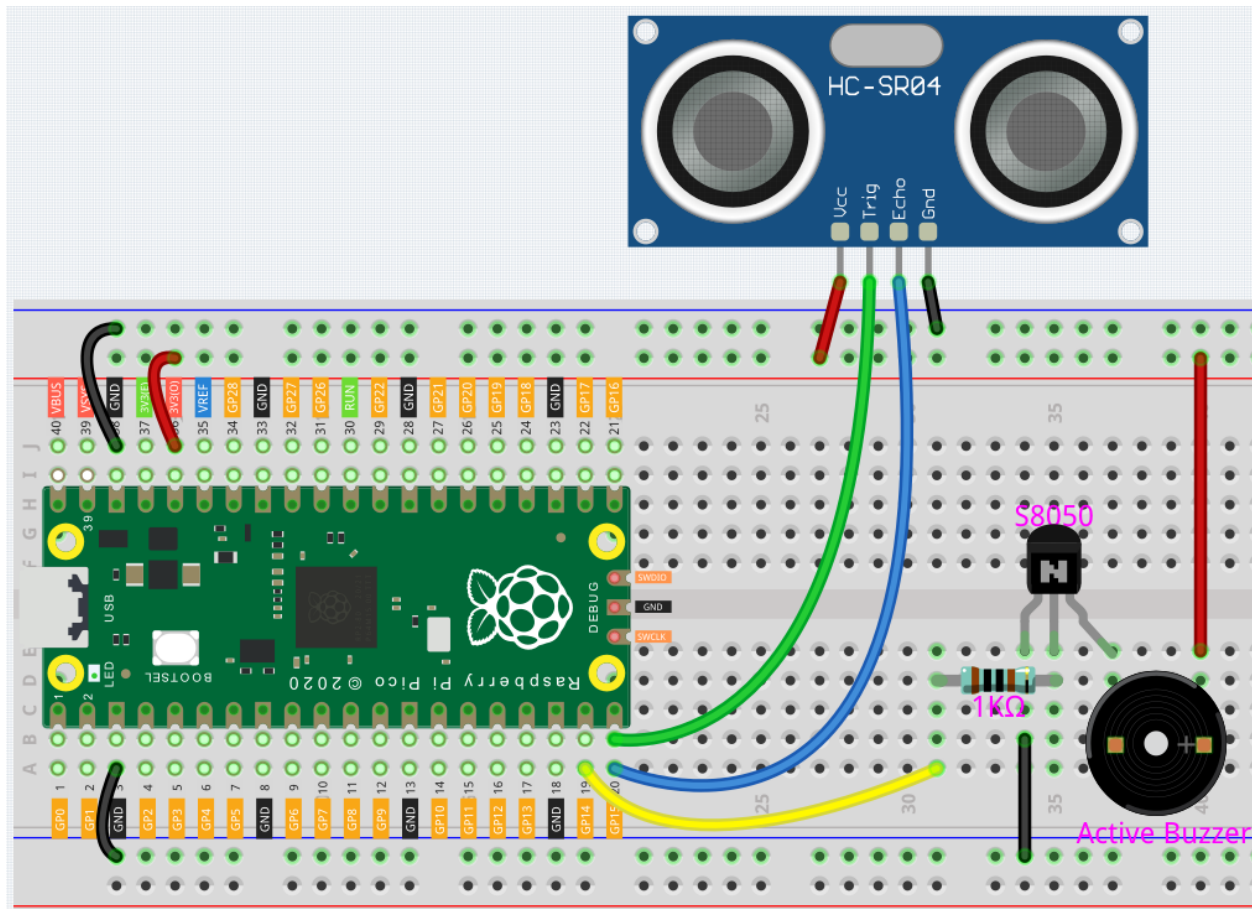 HC-SR04
Vcc Trig Echo Gnd
VBUS VSYS GND 3V3(E) 3V3(O) VREF GP28 GND GP27 GP26 RUN GP22 GND GP21 GP20 GP19 GP18 GND GP17 GP16
40 39 38 37 36 35 34 33 32 31 30 29 28 27 26 25 24 23 22 21
25 35
J
I
H
G
F
39
S8050
USB
DEBUG
SWDIO
GND
SWCLK
E
D
C
B
A
LED
1 2
BOOTSEL
Raspberry Pi Pico © 2020
1KΩ
1 2 3 4 5 6 7 8 9 10 11 12 13 14 15 16 17 18 19 20
25 30 35 40
GP0 GP1 GND GP2 GP3 GP4 GP5 GND GP6 GP7 GP8 GP9 GND GP10 GP11 GP12 GP13 GND GP14 GP15
Active Buzzer